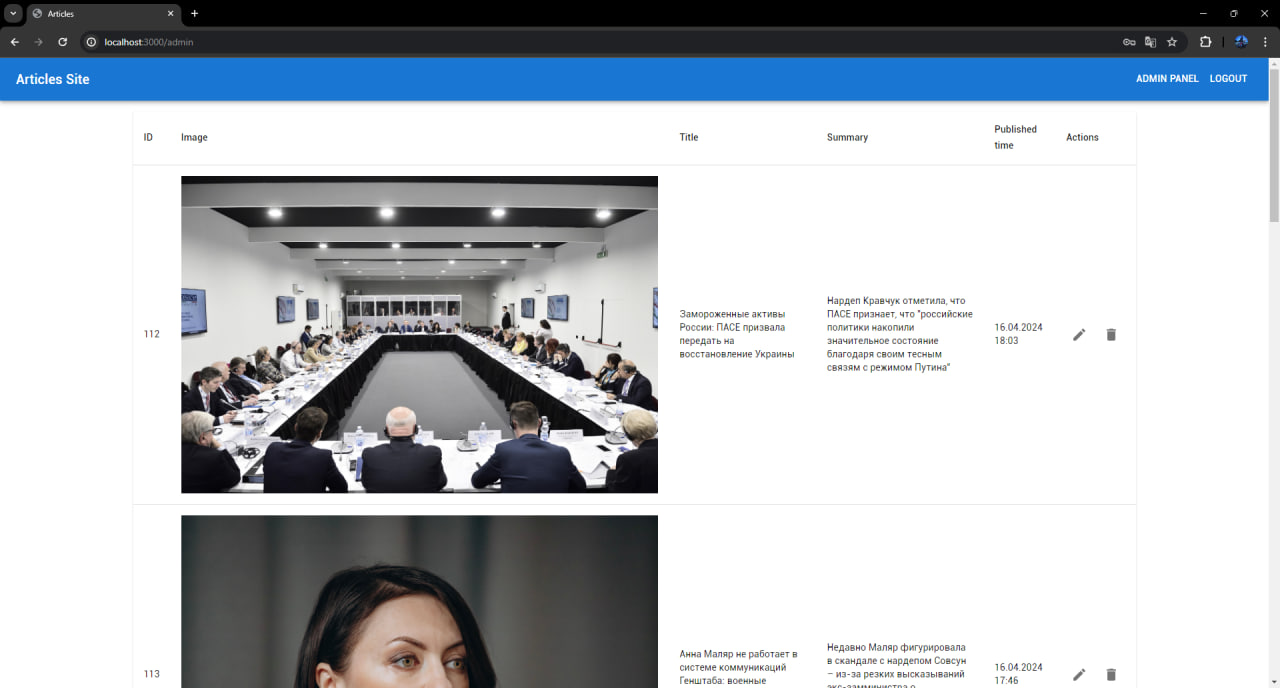 Articles
localhost:3000/admin
Articles Site
ADMIN PANEL
LOGOUT
ID
Image
Title
Summary
Published
time
Actions
112
Замороженные активы
России: ПАСЕ призвала
передать на
восстановление Украины
Нардеп Кравчук отметила, что
ПАСЕ признает, что "российские
политики накопили
значительное состояние
благодаря своим тесным
связям с режимом Путина"
16.04.2024
18:03
113
Анна Маляр не работает в
системе коммуникаций
Генштаба: военные
Недавно Маляр фигурировала
в скандале с нардепом Совсун
– из-за резких высказываний
экс-замминистра о
16.04.2024
17:46